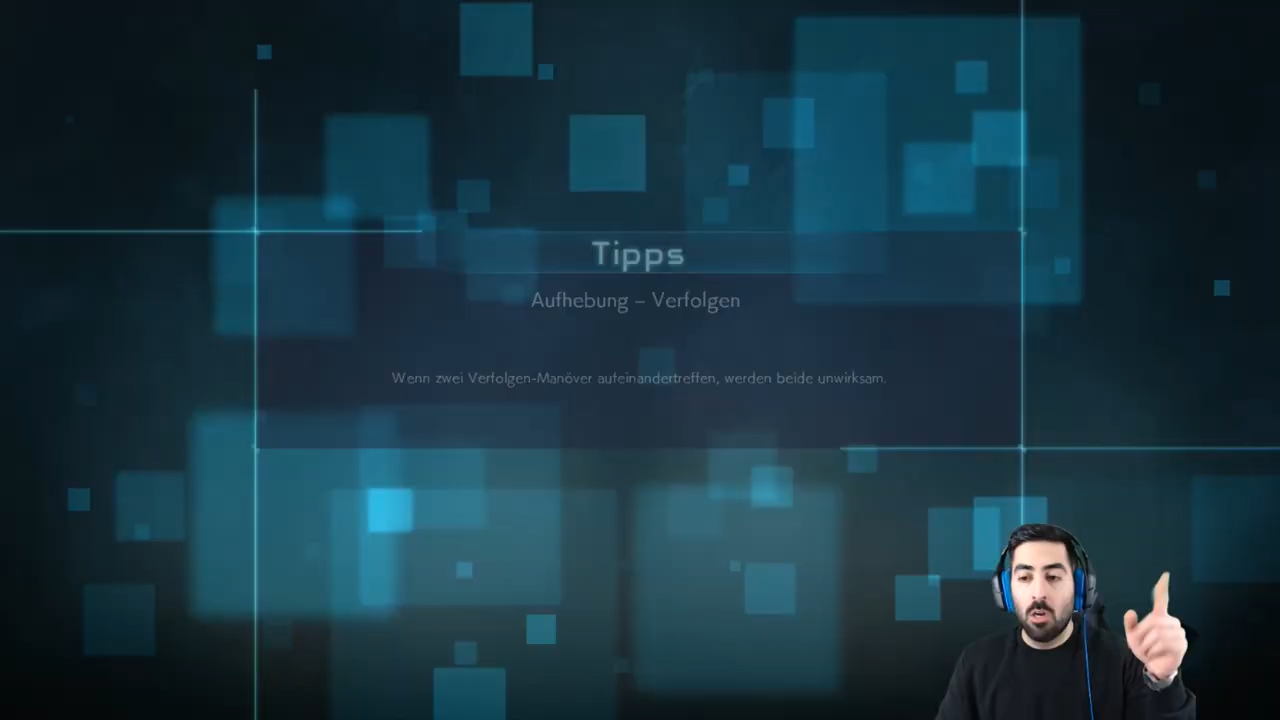 Tipps
Aufhebung – Verfolgen
Wenn zwei Verfolgen-Manöver aufeinandertreffen, werden beide unwirksam.